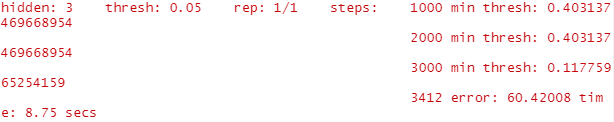 hidden: 3    thresh: 0.05    rep: 1/1    steps:    1000 min thresh: 0.403137
469668954
2000 min thresh: 0.403137
469668954
3000 min thresh: 0.117759
65254159
3412 error: 60.42008 tim
e: 8.75 secs